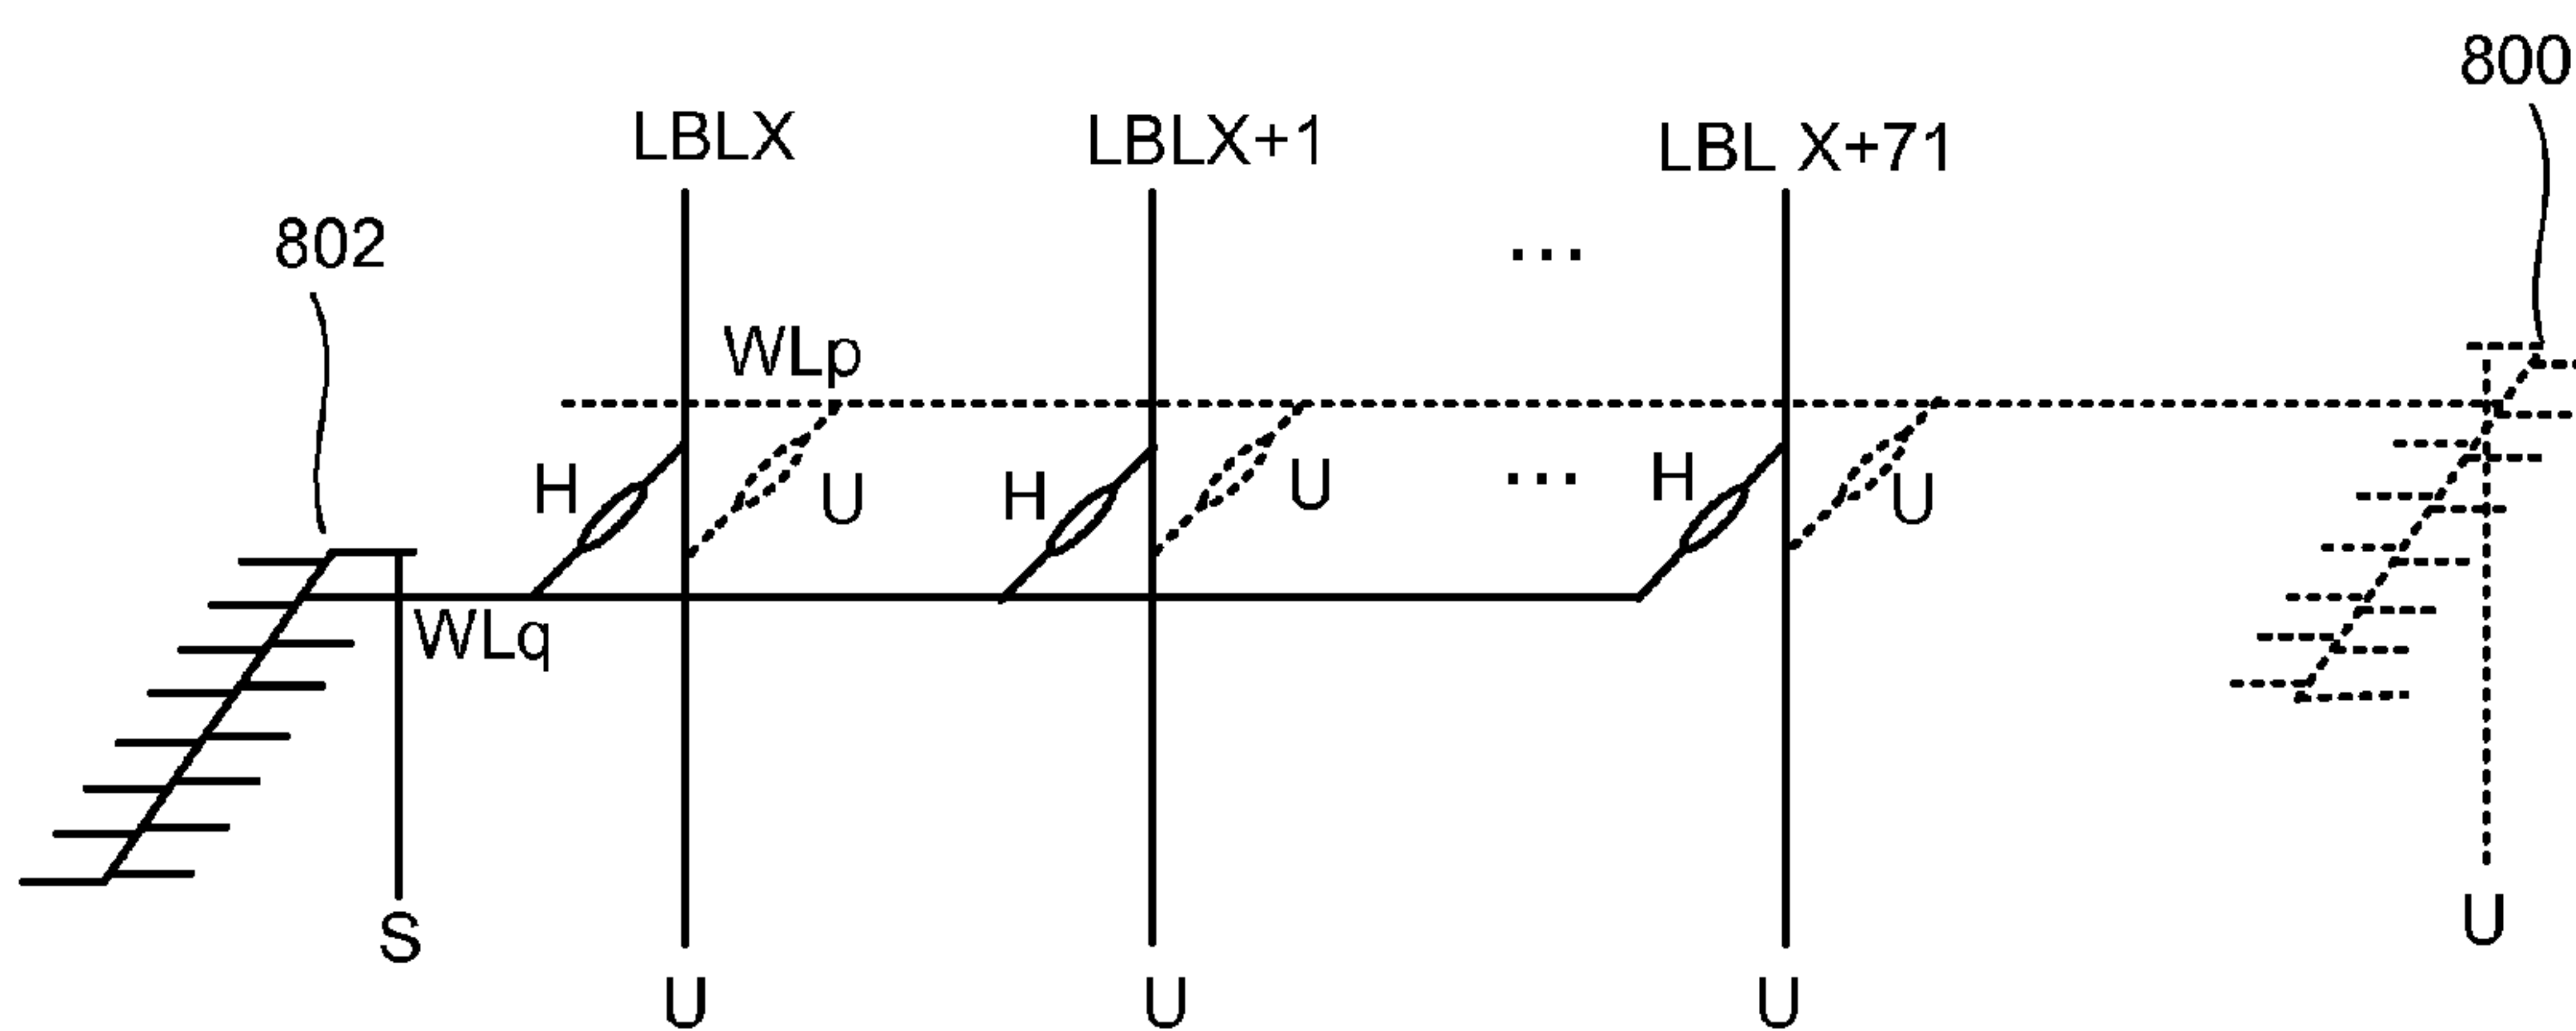 800
LBLX LBLX+1 LBL X+71
802
...
WLp
H U H U ... H U
WLq
S U
U U U